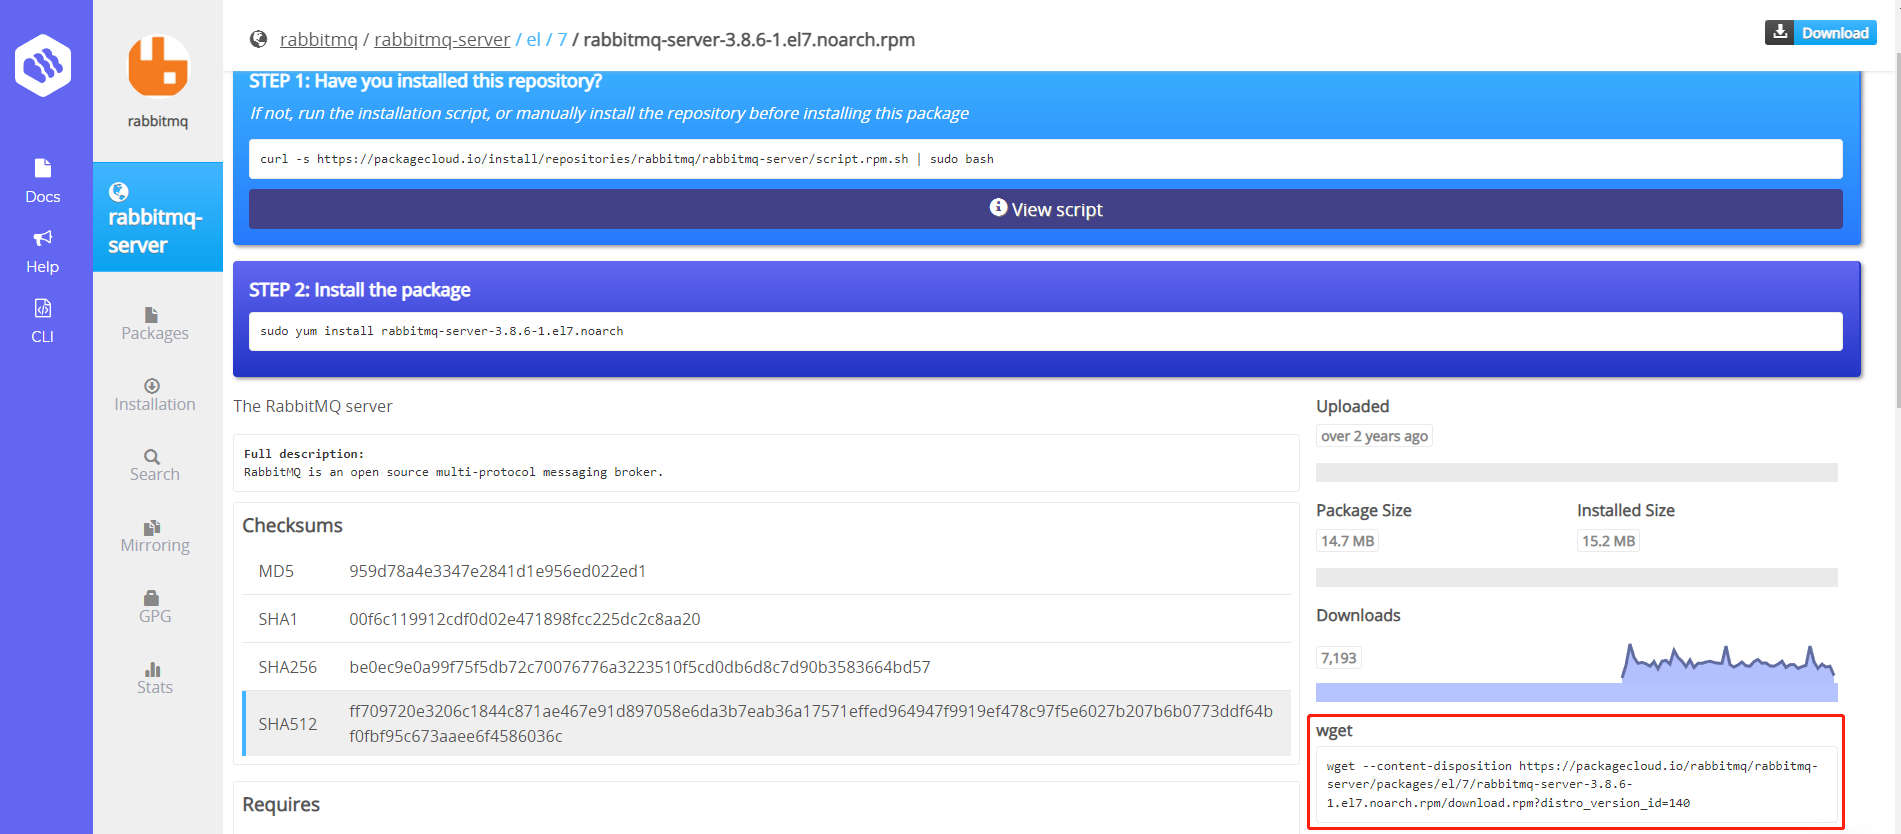 rabbitmq / rabbitmq-server / el / 7 / rabbitmq-server-3.8.6-1.el7.noarch.rpm
Download
rabbitmq
Docs
Help
CLI
rabbitmq-
server
Packages
Installation
Search
Mirroring
GPG
Stats
STEP 1: Have you installed this repository?
If not, run the installation script, or manually install the repository before installing this package
curl -s https://packagecloud.io/install/repositories/rabbitmq/rabbitmq-server/script.rpm.sh | sudo bash
View script
STEP 2: Install the package
sudo yum install rabbitmq-server-3.8.6-1.el7.noarch
The RabbitMQ server
Full description:
RabbitMQ is an open source multi-protocol messaging broker.
Checksums
MD5 959d78a4e3347e2841d1e956ed022ed1
SHA1 00f6c119912cdf0d02e471898fcc225dc2c8aa20
SHA256 be0ec9e0a99f75f5db72c70076776a3223510f5cd0db6d8c7d90b3583664bd57
SHA512 ff709720e3206c1844c871ae467e91d897058e6da3b7eab36a17571effed964947f9919ef478c97f5e6027b207b6b0773ddf64b
f0fbf95c673aaee6f4586036c
Requires
Uploaded
over 2 years ago
Package Size Installed Size
14.7 MB 15.2 MB
Downloads
7,193
wget
wget --content-disposition https://packagecloud.io/rabbitmq/rabbitmq-
server/packages/el/7/rabbitmq-server-3.8.6-
1.el7.noarch.rpm/download.rpm?distro_version_id=140